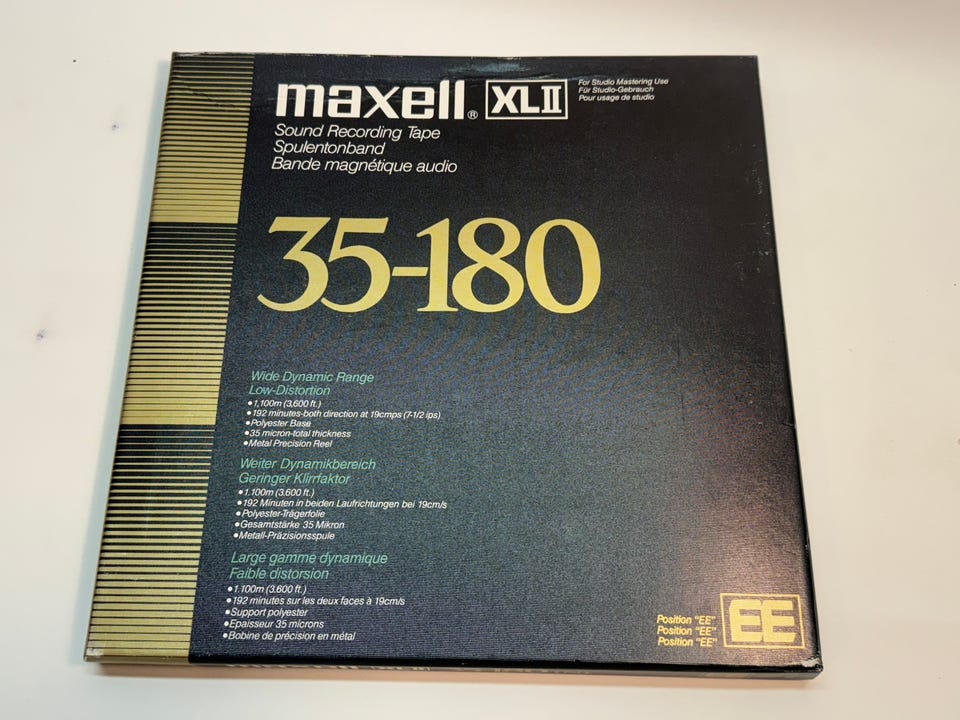 maxell® XLII
For Studio Mastering Use
Für Studio-Gebrauch
Pour usage de studio
Sound Recording Tape
Spulentonband
Bande magnétique audio
35-180
Wide Dynamic Range
Low-Distortion
•1,100m (3,600 ft.)
•192 minutes-both direction at 19cmps (7-1/2 ips)
•Polyester Base
•35 micron-total thickness
•Metal Precision Reel
Weiter Dynamikbereich
Geringer Klirrfaktor
•1.100m (3.600 ft.)
•192 Minuten in beiden Laufrichtungen bei 19cm/s
•Polyester-Trägerfolie
•Gesamtstärke 35 Mikron
•Metall-Präzisionsspule
Large gamme dynamique
Faible distorsion
•1.100m (3.600 ft.)
•192 minutes sur les deux faces à 19cm/s
•Support polyester
•Epaisseur 35 microns
•Bobine de précision en métal
Position "EE"
Position "EE"
Position "EE"
EE
maxell